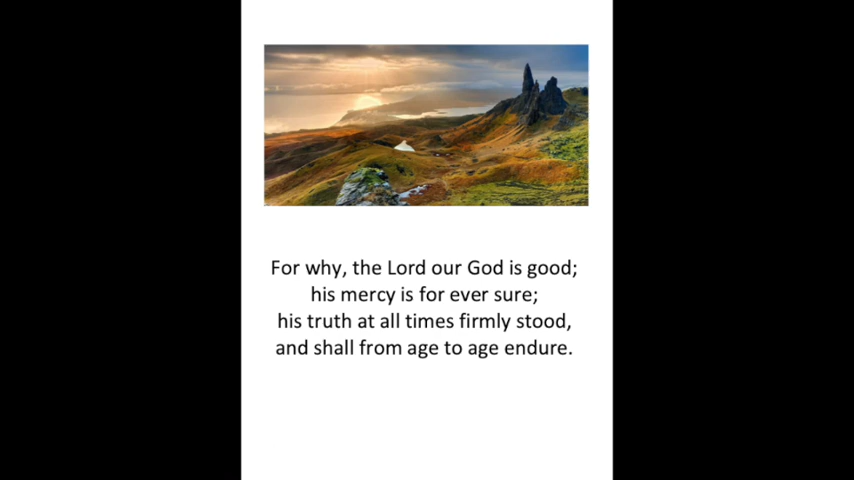 For why, the Lord our God is good;
his mercy is for ever sure;
his truth at all times firmly stood,
and shall from age to age endure.